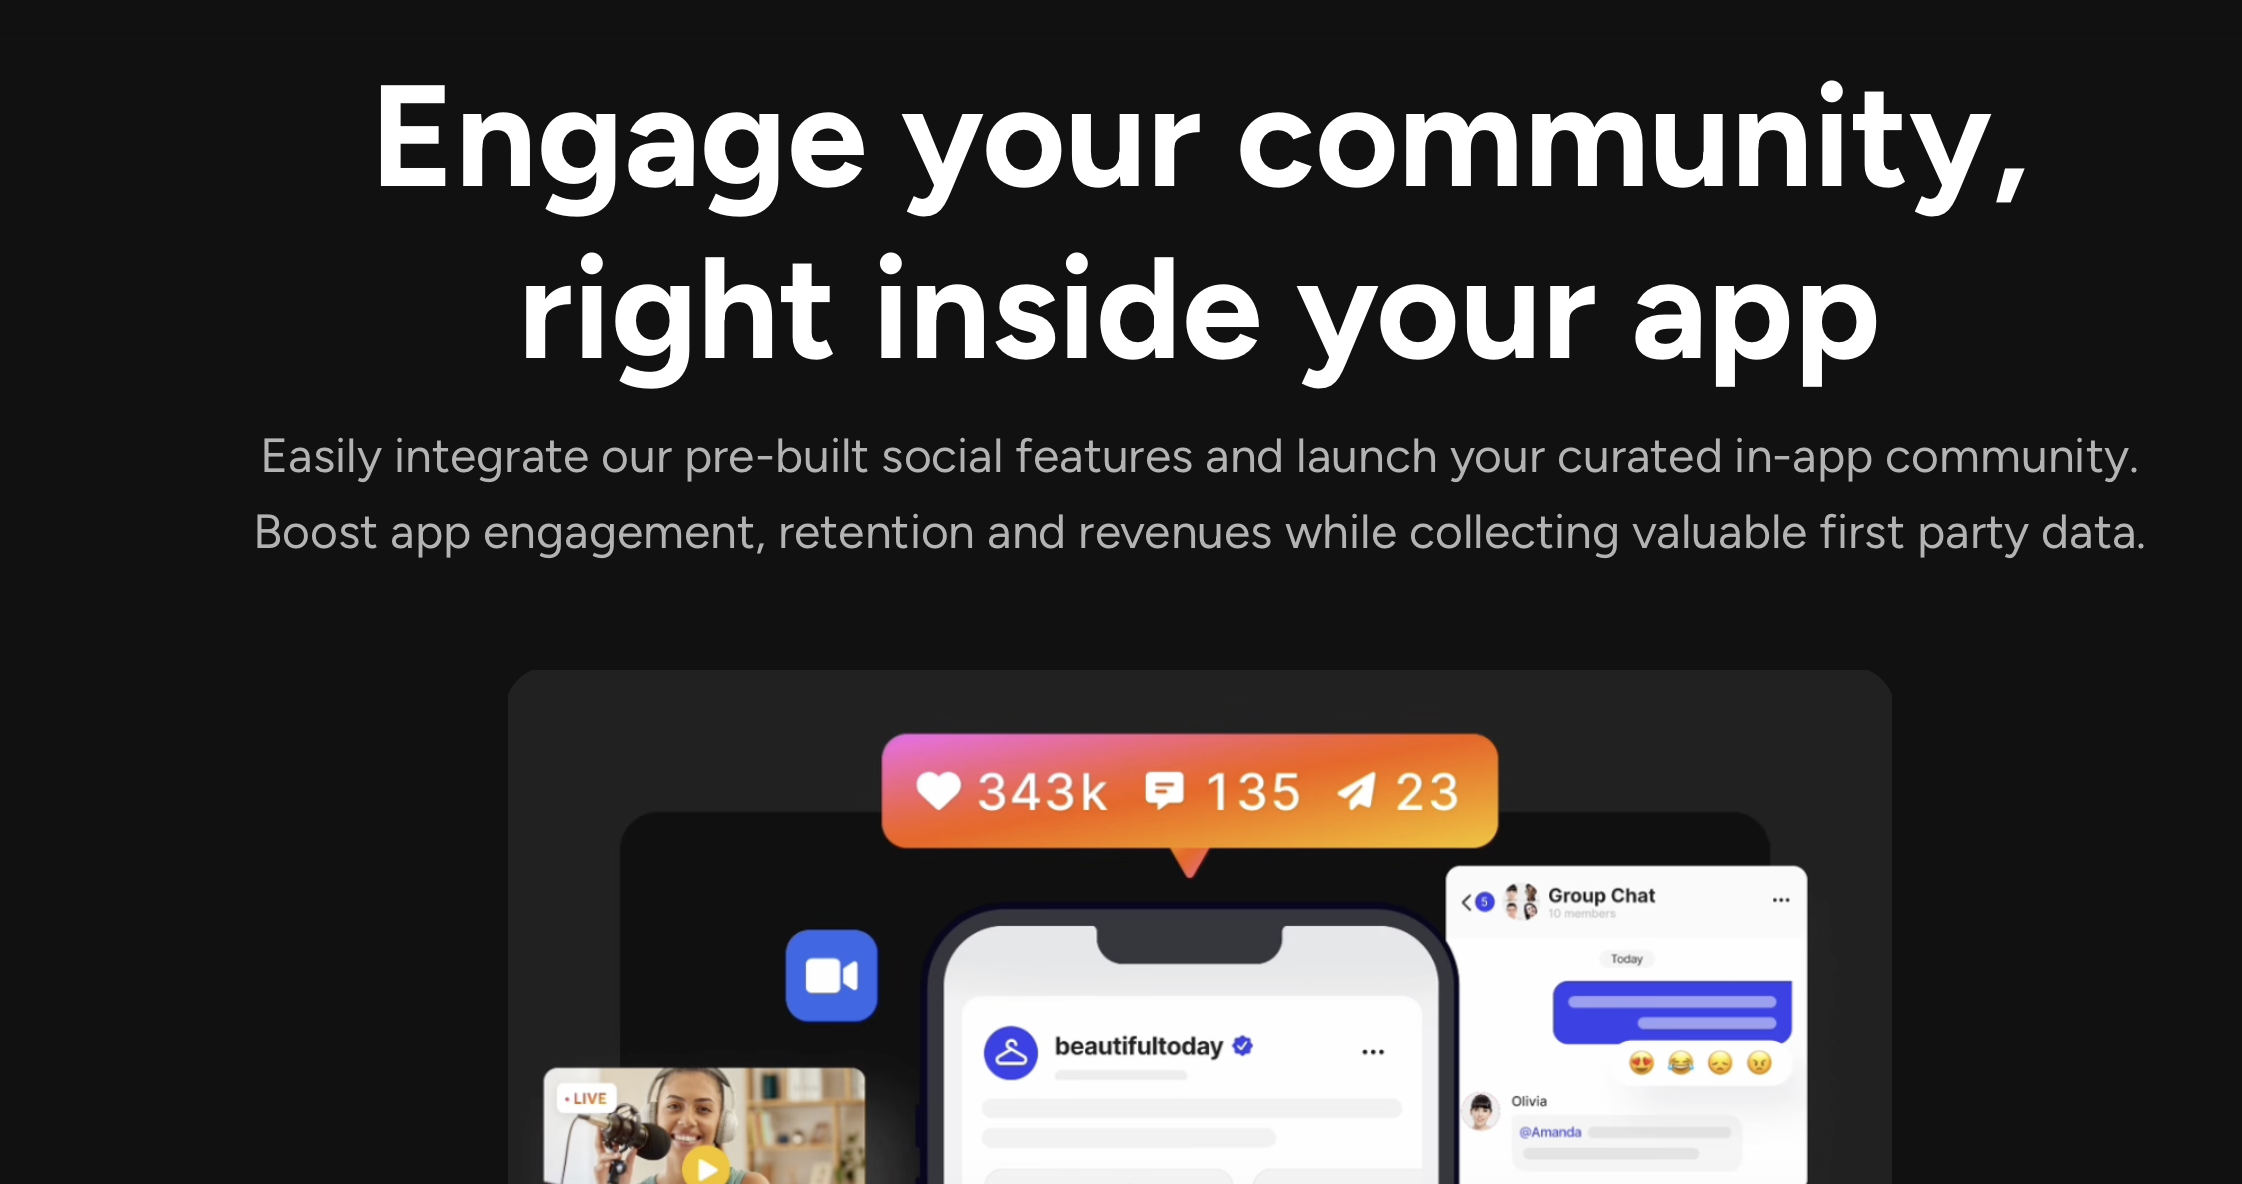 Engage your community,
right inside your app
Easily integrate our pre-built social features and launch your curated in-app community.
Boost app engagement, retention and revenues while collecting valuable first party data.
343k 135 23
5 Group Chat
10 members
Today
beautifultoday
• LIVE
Olivia
@Amanda